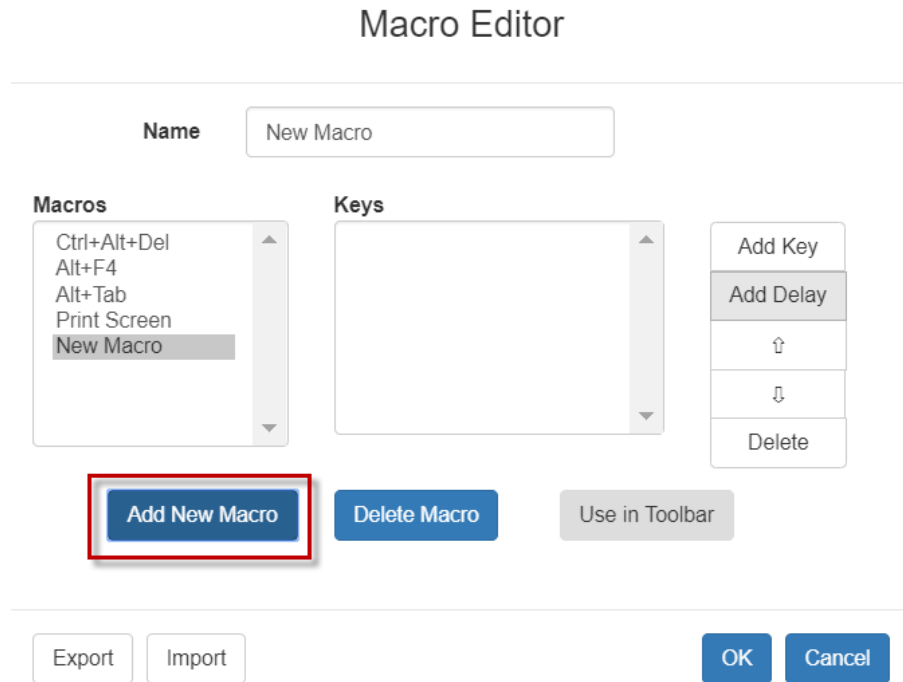 Macro Editor
Name
New Macro
Macros
Keys
Ctrl+Alt+Del
Alt+F4
Alt+Tab
Print Screen
New Macro
Add Key
Add Delay
⇧
⇩
Delete
Add New Macro
Delete Macro
Use in Toolbar
Export
Import
OK
Cancel